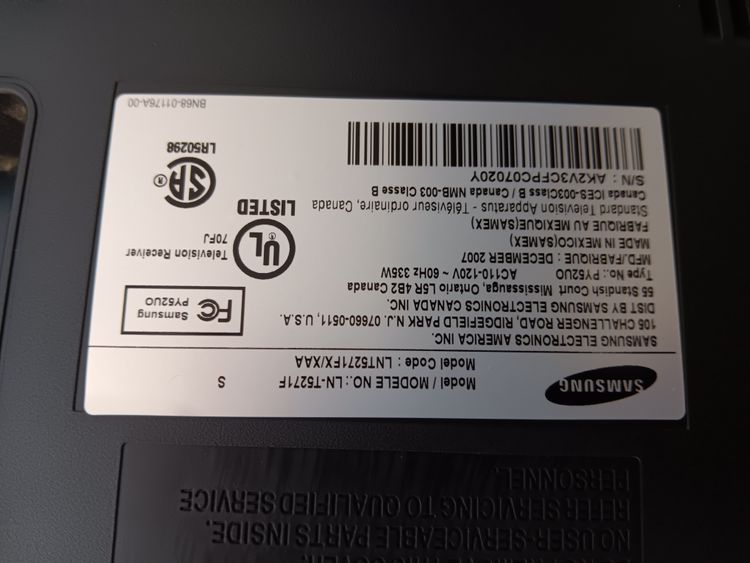 SAMSUNG
Model / MODELE NO.: LN-T5271F S
Model Code : LNT5271FX/XAA
SAMSUNG ELECTRONICS AMERICA INC.
105 CHALLENGER ROAD, RIDGEFIELD PARK N.J. 07660-0511, U.S.A.
DIST BY SAMSUNG ELECTRONICS CANADA INC.
55 Standish Court Mississauga, Ontario L5R 4B2 Canada
Type No.: PY52UO AC110-120V ~ 60Hz 335W
MFD./FABRIQUE : DECEMBER 2007
MADE IN MEXICO(SAMEX)
FABRIQUE AU MEXIQUE(SAMEX)
Standard Television Apparatus - Téléviseur ordinaire, Canada
Canada ICES-003Class B / Canada NMB-003 Classe B
S/N : AK2V3CFPC07020Y
FC Samsung
PY52UO
UL
Television Receiver
70FJ
LISTED
SA
LR50298
BN68-01176A-00
NO USER-SERVICEABLE PARTS INSIDE.
REFER SERVICING TO QUALIFIED SERVICE
PERSONNEL.